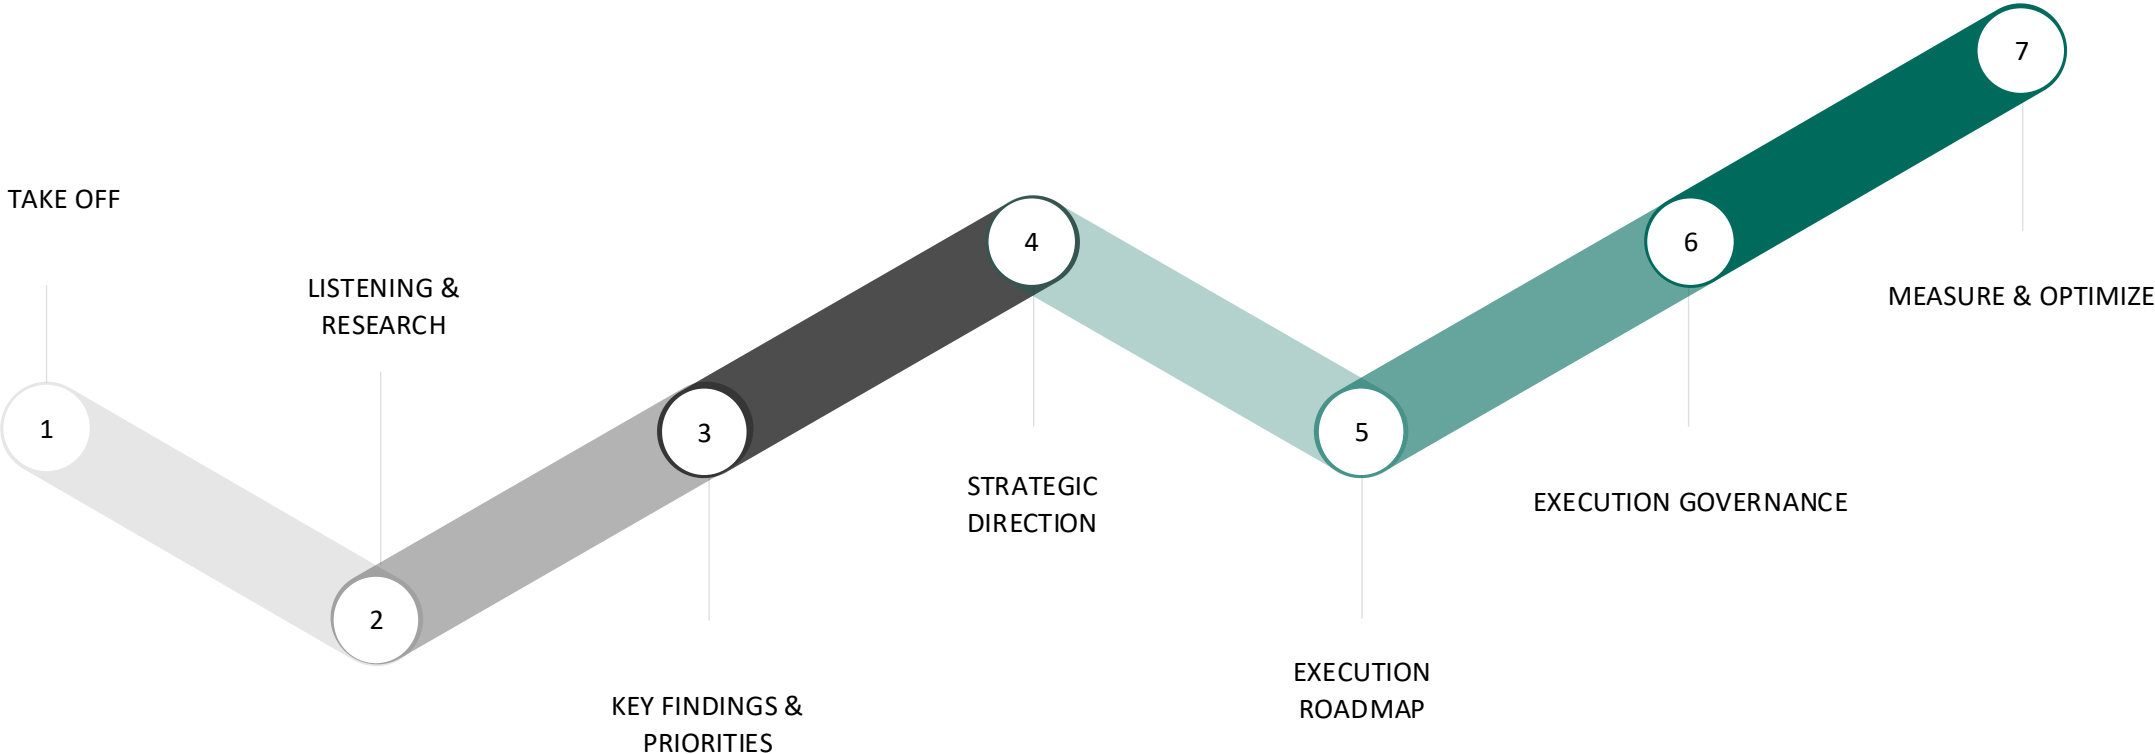 TAKE OFF
1
LISTENING &
RESEARCH
2
3
KEY FINDINGS &
PRIORITIES
4
STRATEGIC
DIRECTION
5
EXECUTION
ROADMAP
6
EXECUTION GOVERNANCE
7
MEASURE & OPTIMIZE